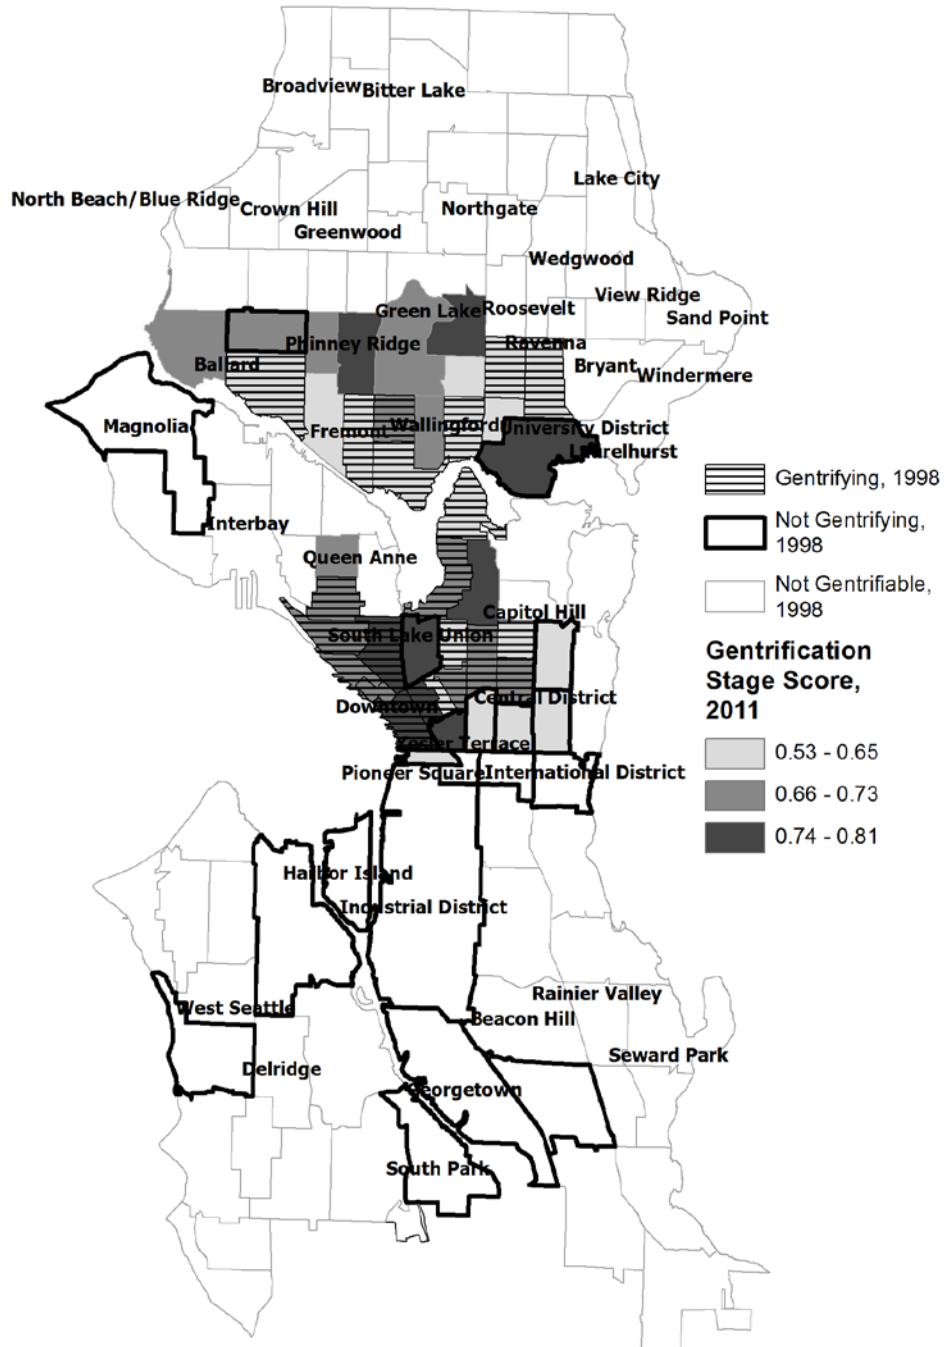 Broadview
Bitter Lake
Lake City
North Beach/Blue Ridge
Crown Hill
Northgate
Greenwood
Wedgwood
View Ridge
Green Lake
Roosevelt
Sand Point
Phinney Ridge
Ravenna
Ballard
Bryant
Windermere
Magnolia
Fremont
Wallingford
University District
Laurelhurst
Gentrifying, 1998
Not Gentrifying,
1998
Interbay
Queen Anne
Not Gentrifiable,
1998
Capitol Hill
South Lake Union
Gentrification
Stage Score,
2011
Central District
Downtown
Yesler Terrace
0.53 - 0.65
Pioneer Square
International District
0.66 - 0.73
0.74 - 0.81
Harbor Island
Industrial District
Rainier Valley
West Seattle
Beacon Hill
Seward Park
Delridge
Georgetown
South Park